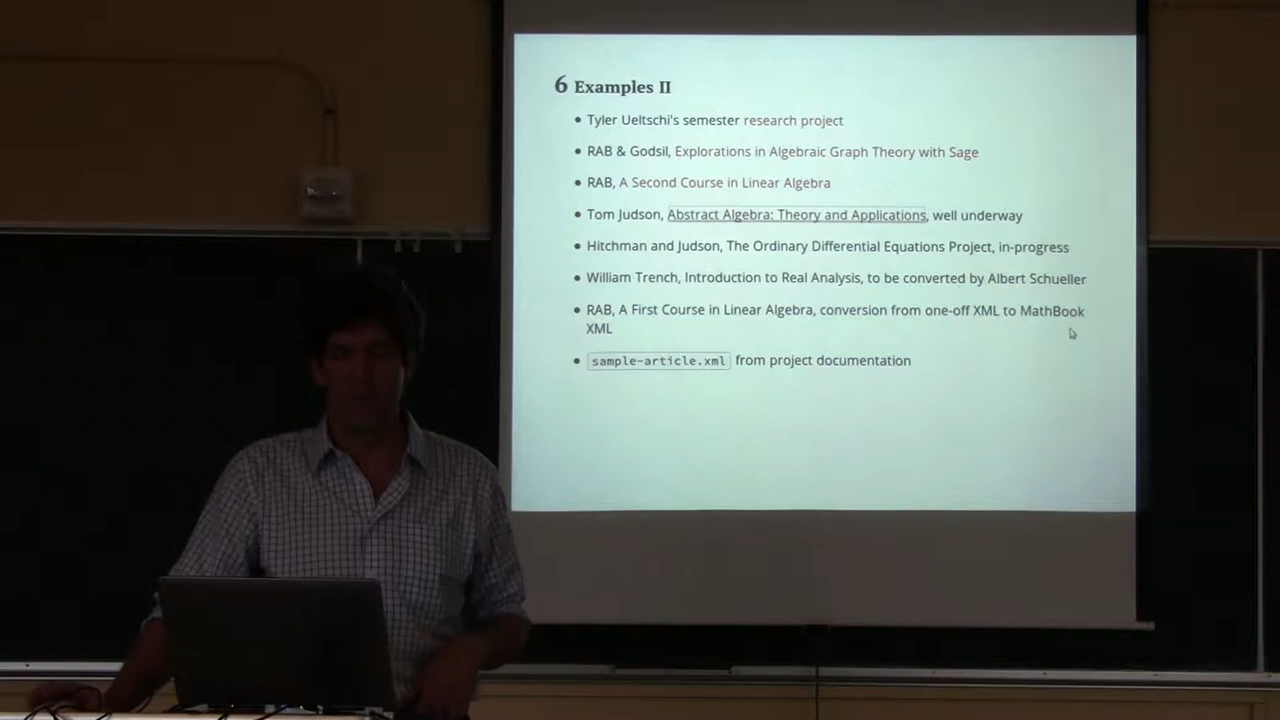 6 Examples II
• Tyler Ueltschi's semester research project
• RAB & Godsil, Explorations in Algebraic Graph Theory with Sage
• RAB, A Second Course in Linear Algebra
• Tom Judson, Abstract Algebra: Theory and Applications, well underway
• Hitchman and Judson, The Ordinary Differential Equations Project, in-progress
• William Trench, Introduction to Real Analysis, to be converted by Albert Schueller
• RAB, A First Course in Linear Algebra, conversion from one-off XML to MathBook
XML
• sample-article.xml from project documentation